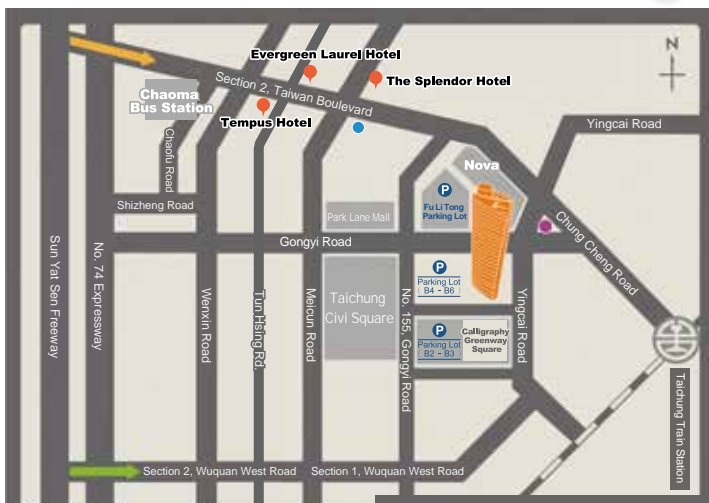 N
Evergreen Laurel Hotel
The Splendor Hotel
Section 2, Taiwan Boulevard
Chaoma
Bus Station
Tempus Hotel
Yingcai Road
Chaofu Road
Nova
P
Fu Li Tong
Parking Lot
Shizheng Road
Park Lane Mall
Chung Cheng Road
Gongyi Road
Sun Yat Sen Freeway
No. 74 Expressway
Wenxin Road
Tun Hsing Rd.
Meicun Road
Taichung
Civi Square
No. 155, Gongyi Road
P
Parking Lot
( B4 - B6 )
Yingcai Road
P
Parking Lot
( B2 - B3 )
Calligraphy
Greenway
Square
Taichung Train Station
Section 2, Wuquan West Road
Section 1, Wuquan West Road